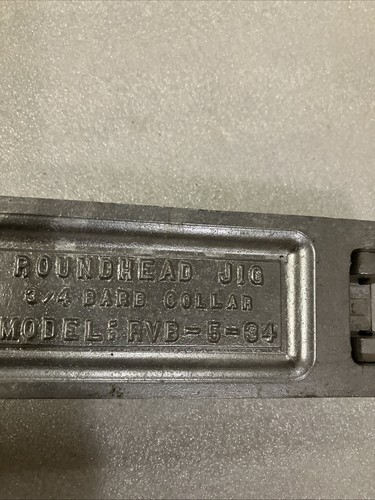 ROUNDHEAD JIG
3/4 BARB COLLAR
MODEL: RVB-5-34